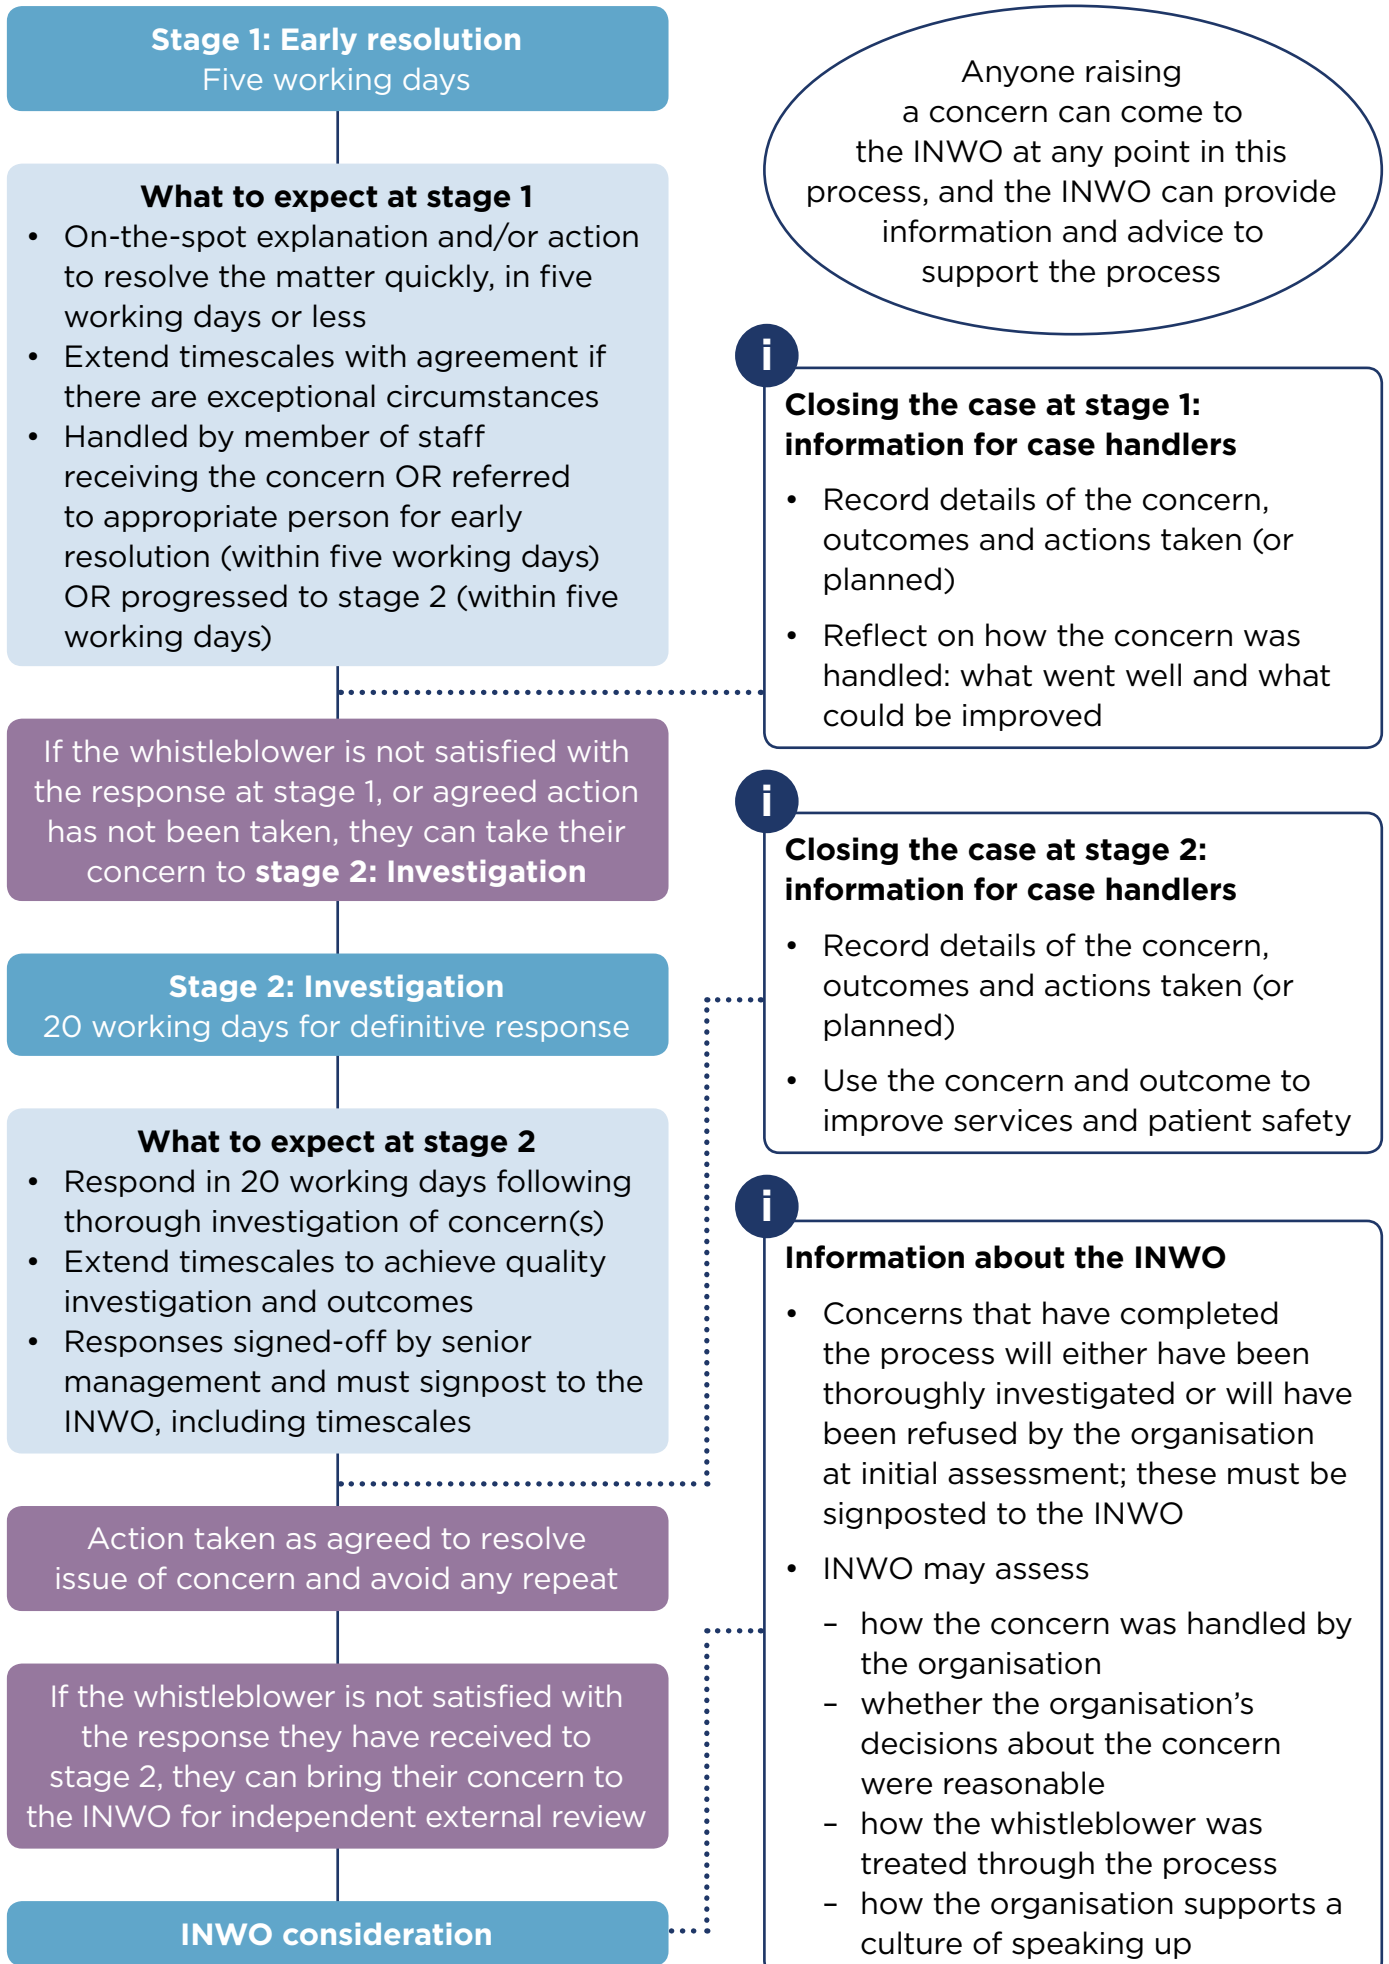 Stage 1: Early resolution
Five working days
What to expect at stage 1
• On-the-spot explanation and/or action
to resolve the matter quickly, in five
working days or less
• Extend timescales with agreement if
there are exceptional circumstances
• Handled by member of staff
receiving the concern OR referred
to appropriate person for early
resolution (within five working days)
OR progressed to stage 2 (within five
working days)
If the whistleblower is not satisfied with
the response at stage 1, or agreed action
has not been taken, they can take their
concern to stage 2: Investigation
Stage 2: Investigation
20 working days for definitive response
What to expect at stage 2
• Respond in 20 working days following
thorough investigation of concern(s)
• Extend timescales to achieve quality
investigation and outcomes
• Responses signed-off by senior
management and must signpost to the
INWO, including timescales
Action taken as agreed to resolve
issue of concern and avoid any repeat
If the whistleblower is not satisfied with
the response they have received to
stage 2, they can bring their concern to
the INWO for independent external review
INWO consideration
Anyone raising
a concern can come to
the INWO at any point in this
process, and the INWO can provide
information and advice to
support the process
i
Closing the case at stage 1:
information for case handlers
• Record details of the concern,
outcomes and actions taken (or
planned)
• Reflect on how the concern was
handled: what went well and what
could be improved
i
Closing the case at stage 2:
information for case handlers
• Record details of the concern,
outcomes and actions taken (or
planned)
• Use the concern and outcome to
improve services and patient safety
i
Information about the INWO
• Concerns that have completed
the process will either have been
thoroughly investigated or will have
been refused by the organisation
at initial assessment; these must be
signposted to the INWO
• INWO may assess
– how the concern was handled by
the organisation
– whether the organisation’s
decisions about the concern
were reasonable
– how the whistleblower was
treated through the process
– how the organisation supports a
culture of speaking up